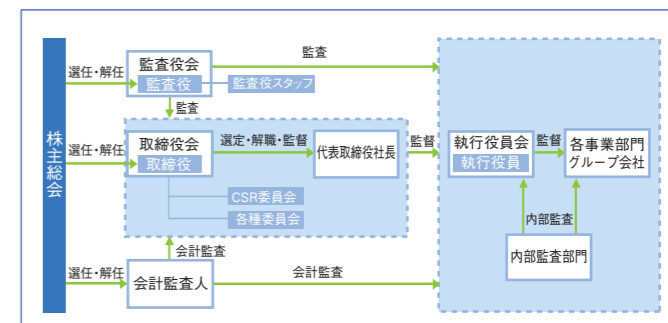 株主総会
選任・解任
監査役会
監査役
監査役スタッフ
監査
監査
選任・解任
取締役会
取締役
選定・解職・監督
代表取締役社長
監督
CSR委員会
各種委員会
会計監査
選任・解任
会計監査人
会計監査
執行役員会
執行役員
監督
各事業部門
グループ会社
内部監査
内部監査部門